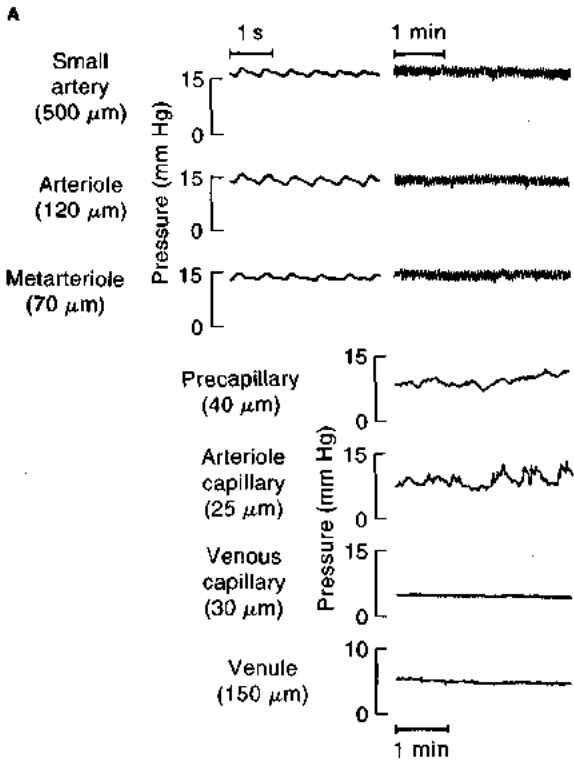 A
1 s
1 min
Small
artery
(500 µm)
15
0
Arteriole
(120 µm)
15
0
Metarteriole
(70 µm)
15
0
Pressure (mm Hg)
Precapillary
(40 µm)
15
0
Arteriole
capillary
(25 µm)
15
0
Venous
capillary
(30 µm)
15
0
Venule
(150 µm)
10
0
Pressure (mm Hg)
1 min